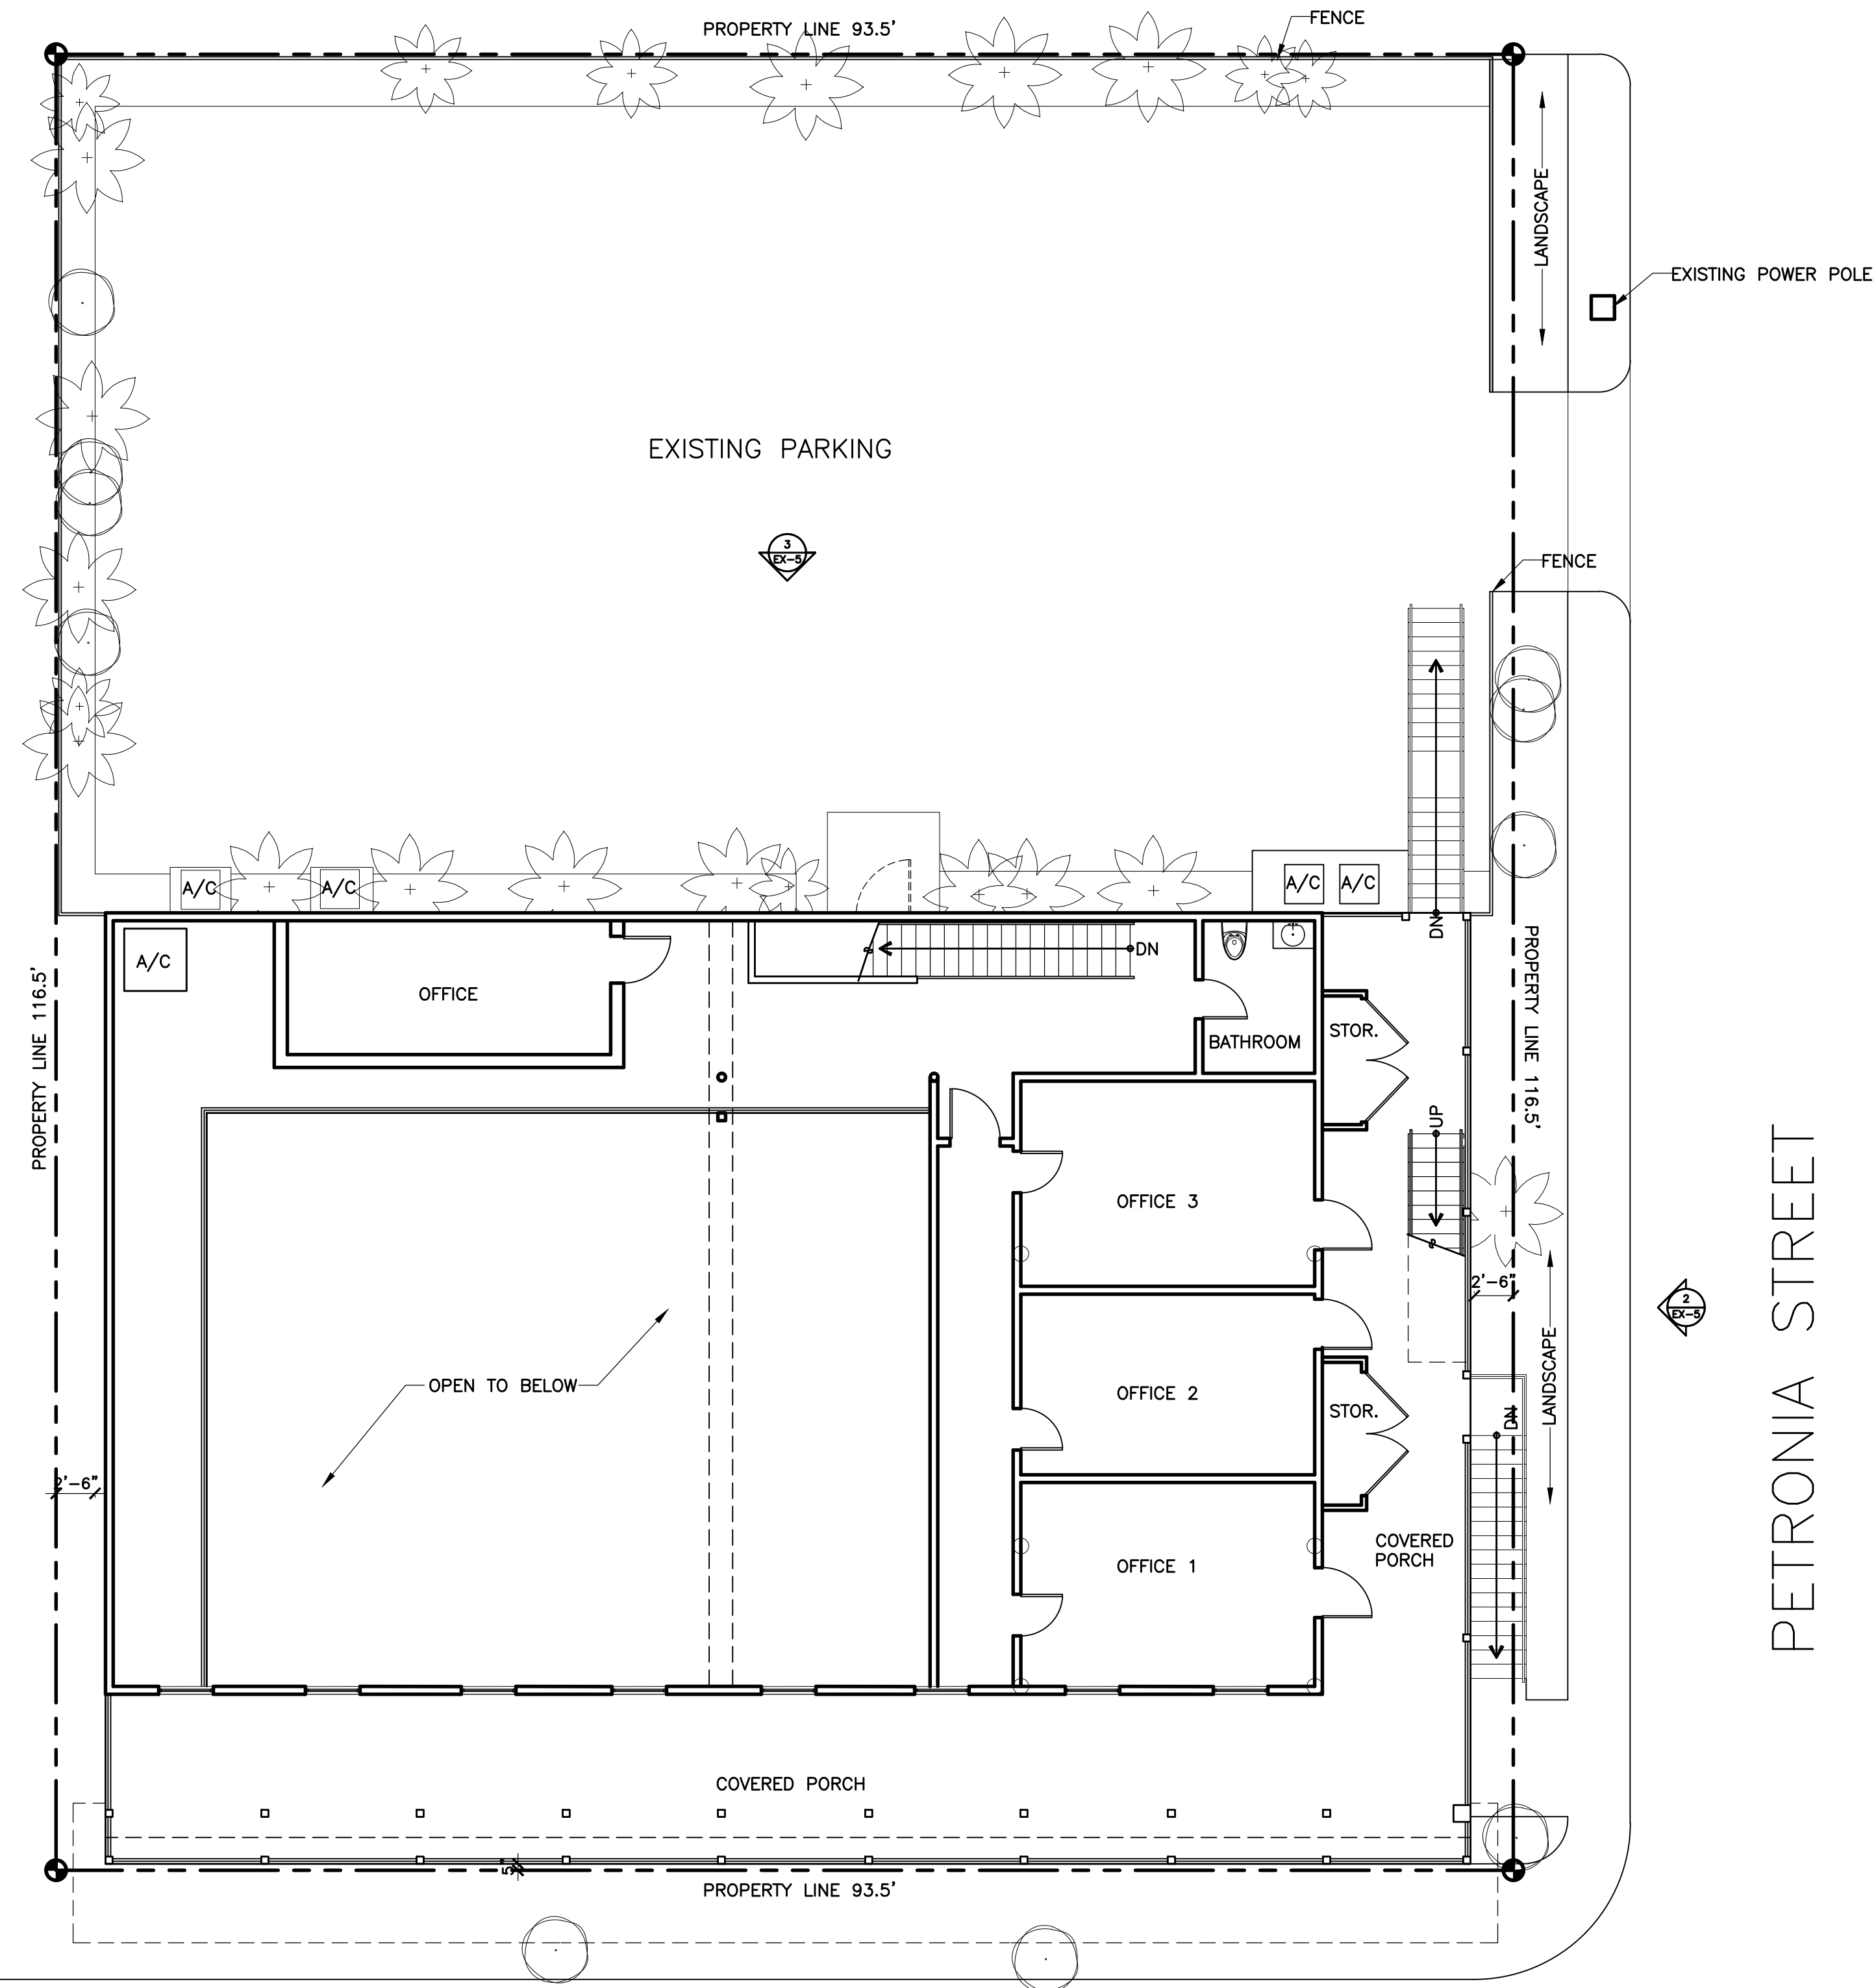 PROPERTY LINE 93.5'
FENCE
LANDSCAPE
EXISTING POWER POLE
EXISTING PARKING
3
EX-5
FENCE
A/C
A/C
A/C
A/C
DN
A/C
OFFICE
DN
BATHROOM
STOR.
PROPERTY LINE 116.5'
PROPERTY LINE 116.5'
UP
OFFICE 3
2'-6"
2
EX-5
PETRONIA STREET
LANDSCAPE
OPEN TO BELOW
OFFICE 2
STOR.
DN
2'-6"
COVERED
PORCH
OFFICE 1
COVERED PORCH
5"
PROPERTY LINE 93.5'